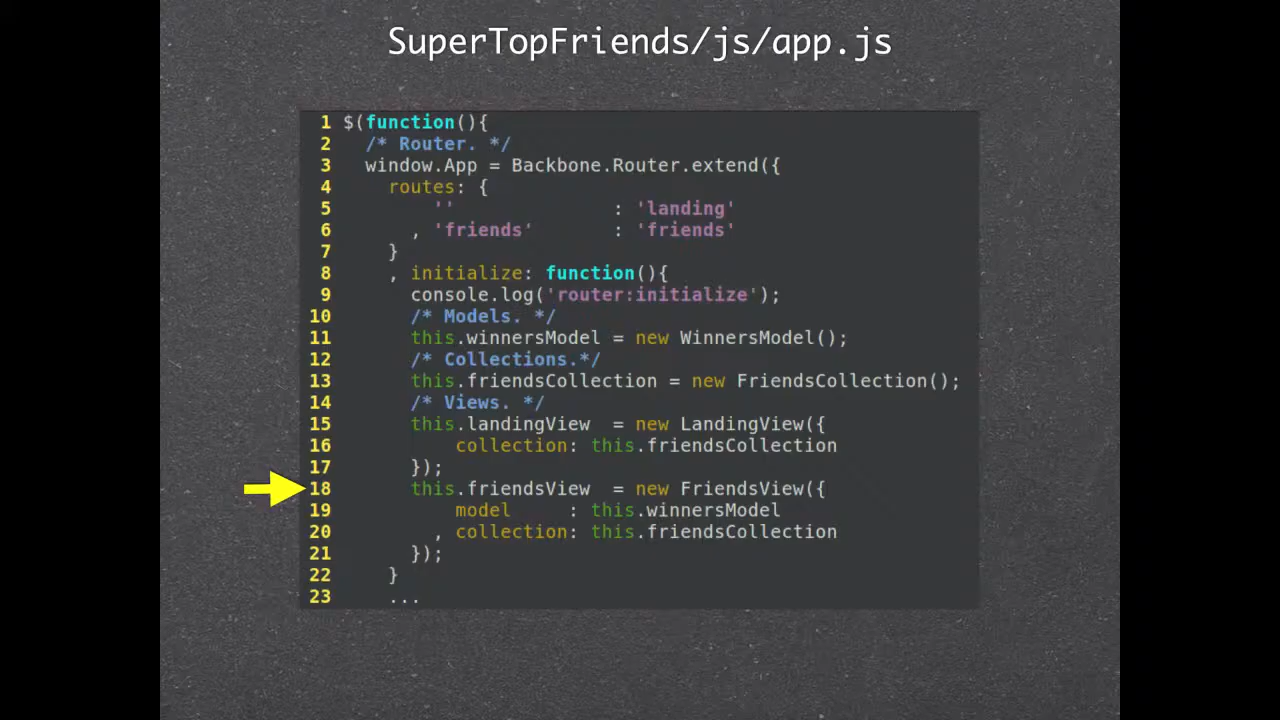 SuperTopFriends/js/app.js
1 $(function(){
2   /* Router. */
3   window.App = Backbone.Router.extend({
4     routes: {
5         ''              : 'landing'
6       , 'friends'       : 'friends'
7     }
8     , initialize: function(){
9       console.log('router:initialize');
10       /* Models. */
11       this.winnersModel = new WinnersModel();
12       /* Collections.*/
13       this.friendsCollection = new FriendsCollection();
14       /* Views. */
15       this.landingView  = new LandingView({
16           collection: this.friendsCollection
17       });
18       this.friendsView  = new FriendsView({
19           model     : this.winnersModel
20         , collection: this.friendsCollection
21       });
22     }
23     ...